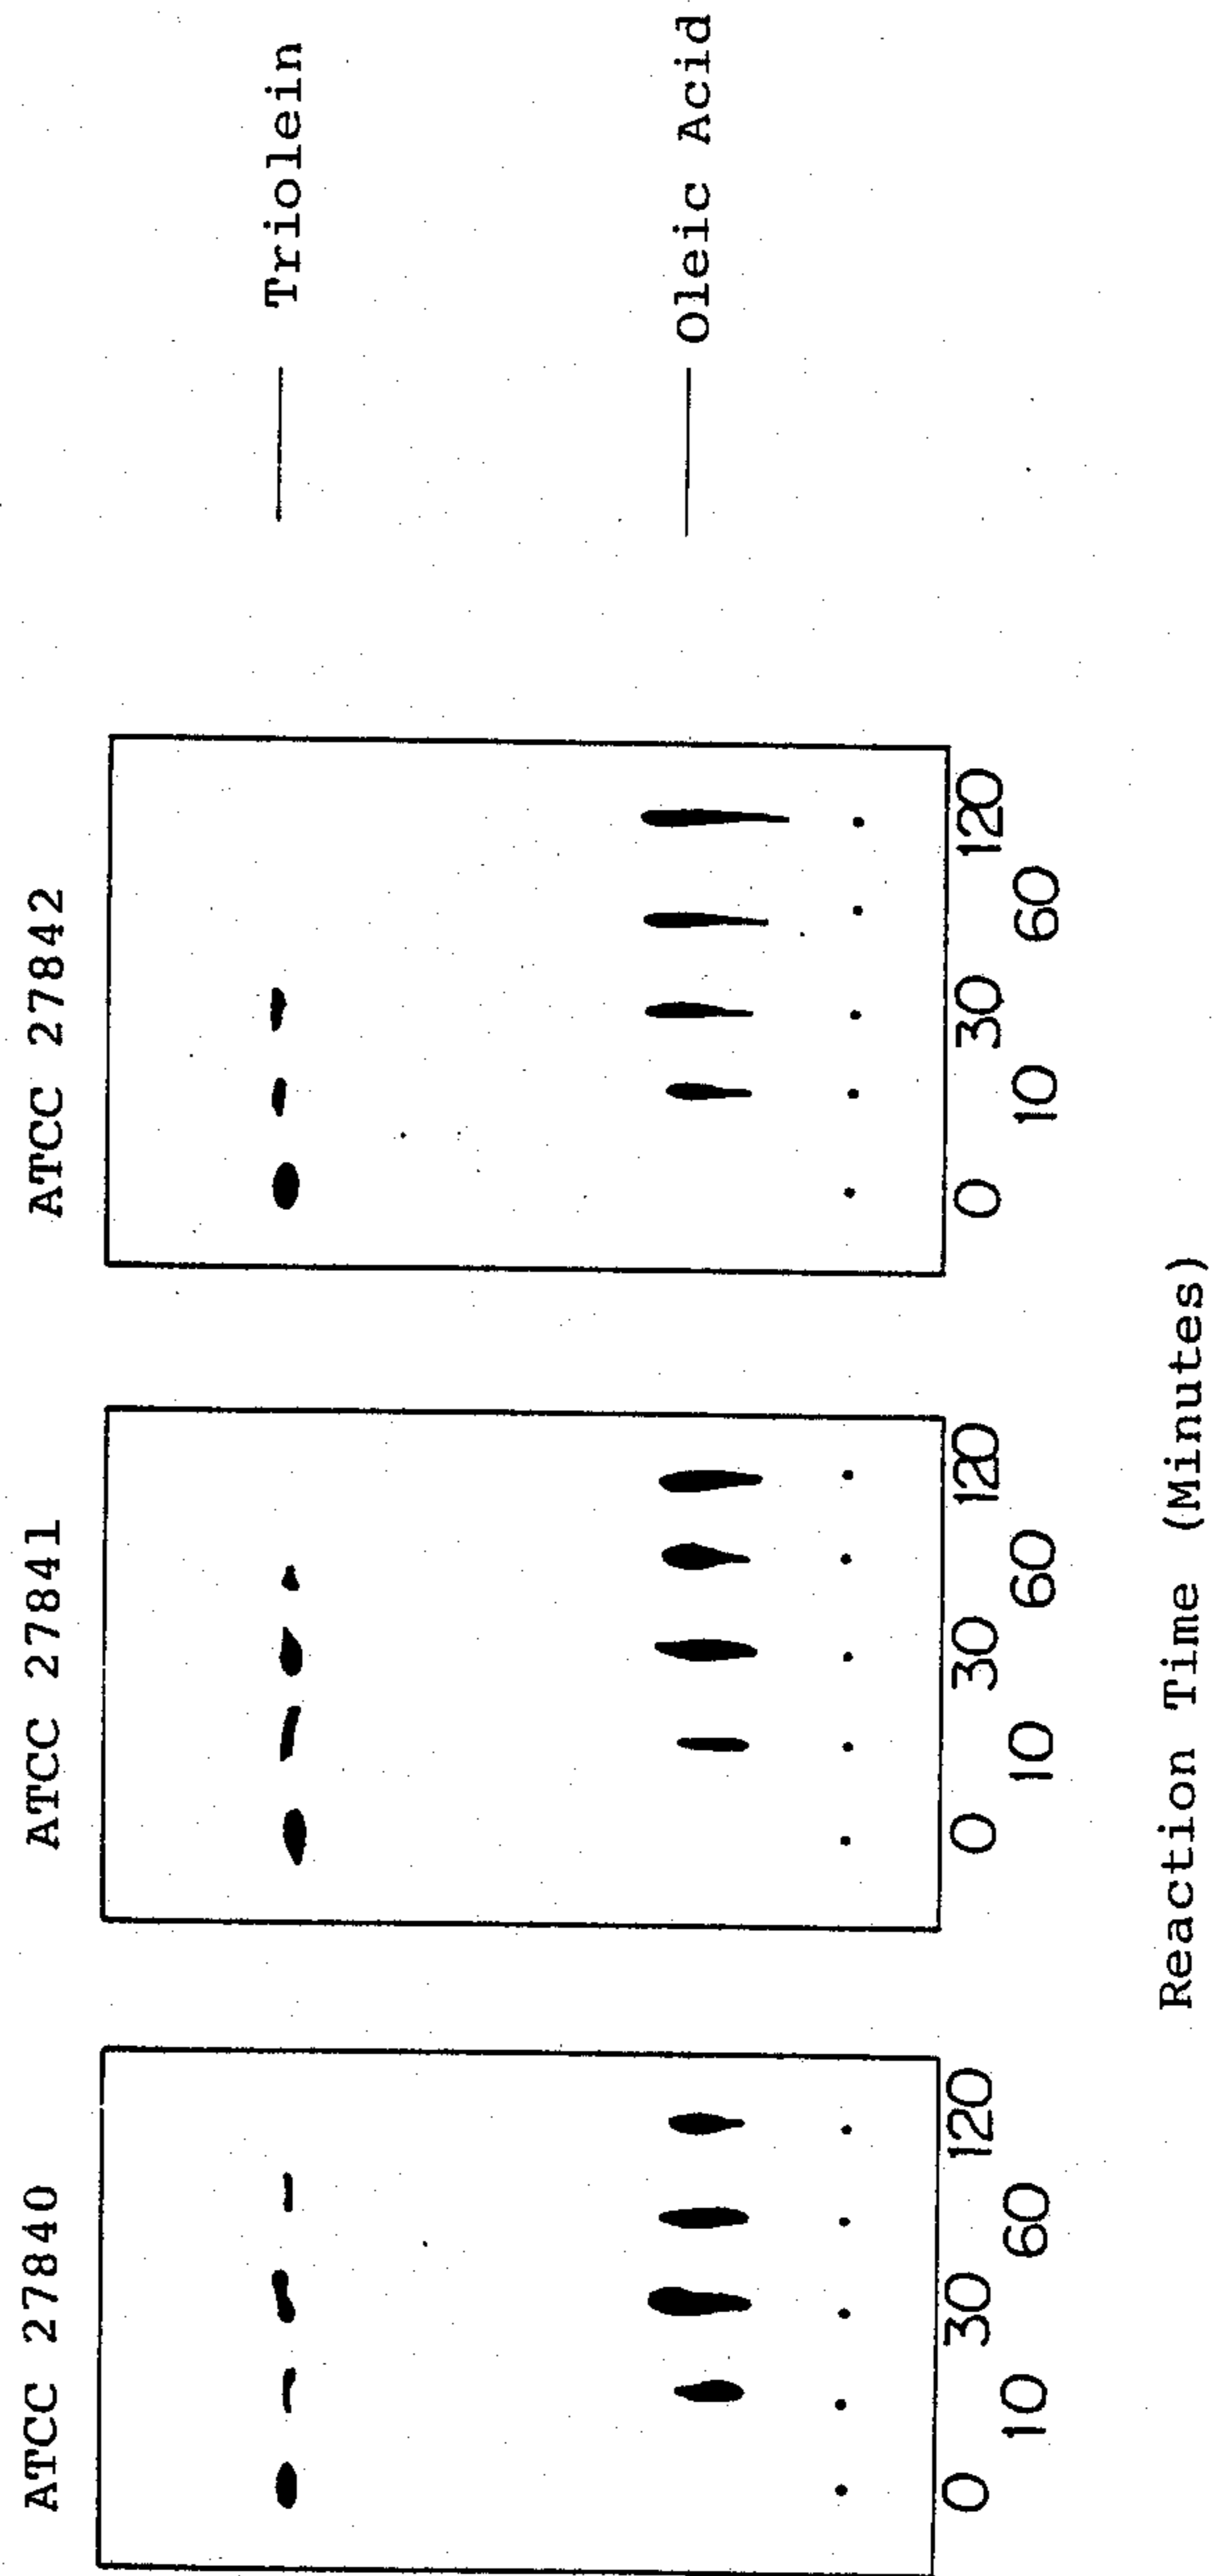 ATCC 27840
ATCC 27841
ATCC 27842
Triolein
Oleic Acid
0 10 30 60 120
0 10 30 60 120
0 10 30 60 120
Reaction Time (Minutes)